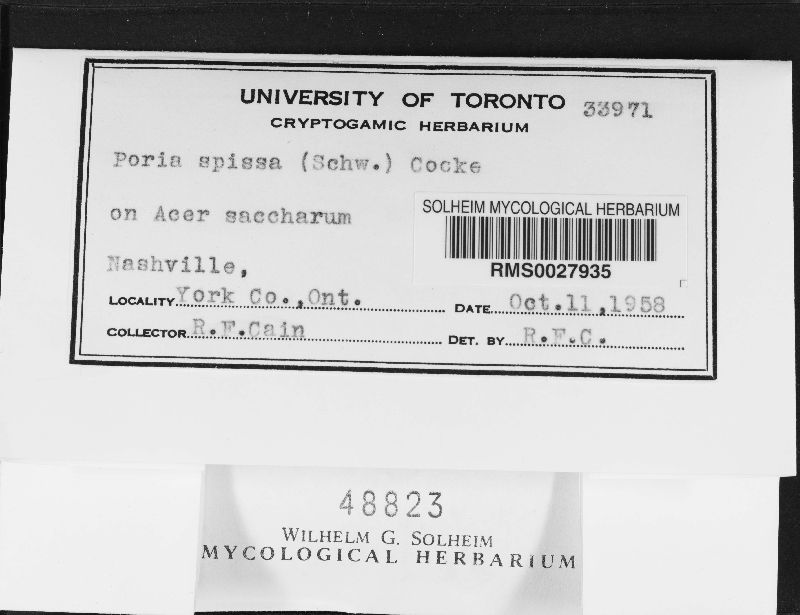 UNIVERSITY OF TORONTO 33971
CRYPTOGAMIC HERBARIUM
Poria spissa (Schw.) Cocke
on Acer saccharum
SOLHEIM MYCOLOGICAL HERBARIUM
RMS0027935
Nashville,
LOCALITY York Co.,Ont. DATE Oct.11,1958
COLLECTOR R.F.Cain DET. BY R.F.C.
48823
WILHELM G. SOLHEIM
MYCOLOGICAL HERBARIUM